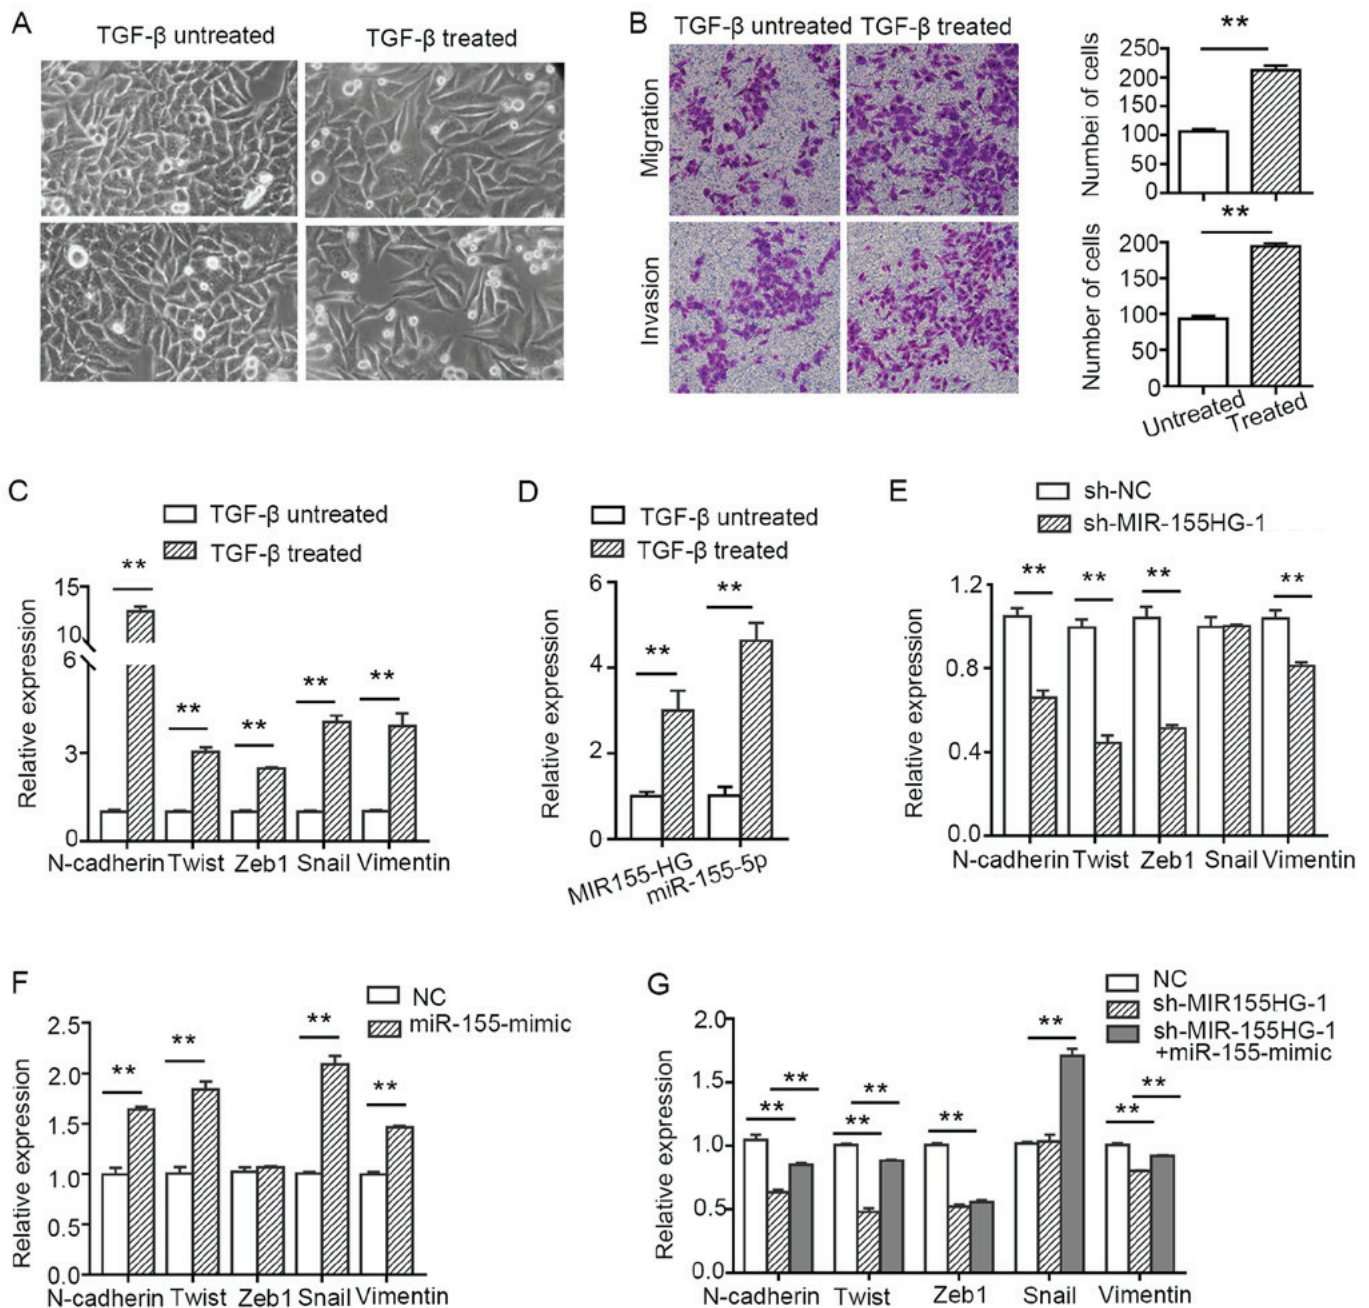 A
TGF-β untreated
TGF-β treated
B
TGF-β untreated TGF-β treated
Migration
Invasion
**
Numbei of cells
250
200
150
100
50
0
**
Number of cells
200
150
100
50
0
Untreated
Treated
C
TGF-β untreated
TGF-β treated
Relative expression
15
10
6
3
0
**
**
**
**
**
N-cadherin Twist Zeb1 Snail Vimentin
D
TGF-β untreated
TGF-β treated
Relative expression
6
4
2
0
**
**
MIR155-HG
miR-155-5p
E
sh-NC
sh-MIR-155HG-1
Relative expression
1.2
0.8
0.4
0.0
**
**
**
**
N-cadherin Twist Zeb1 Snail Vimentin
F
NC
miR-155-mimic
Relative expression
2.5
2.0
1.5
1.0
0.5
0.0
**
**
**
**
N-cadherin Twist Zeb1 Snail Vimentin
G
NC
sh-MIR155HG-1
sh-MIR-155HG-1
+miR-155-mimic
Relative expression
2.0
1.5
1.0
0.5
0.0
**
**
**
**
**
**
**
**
N-cadherin Twist Zeb1 Snail Vimentin